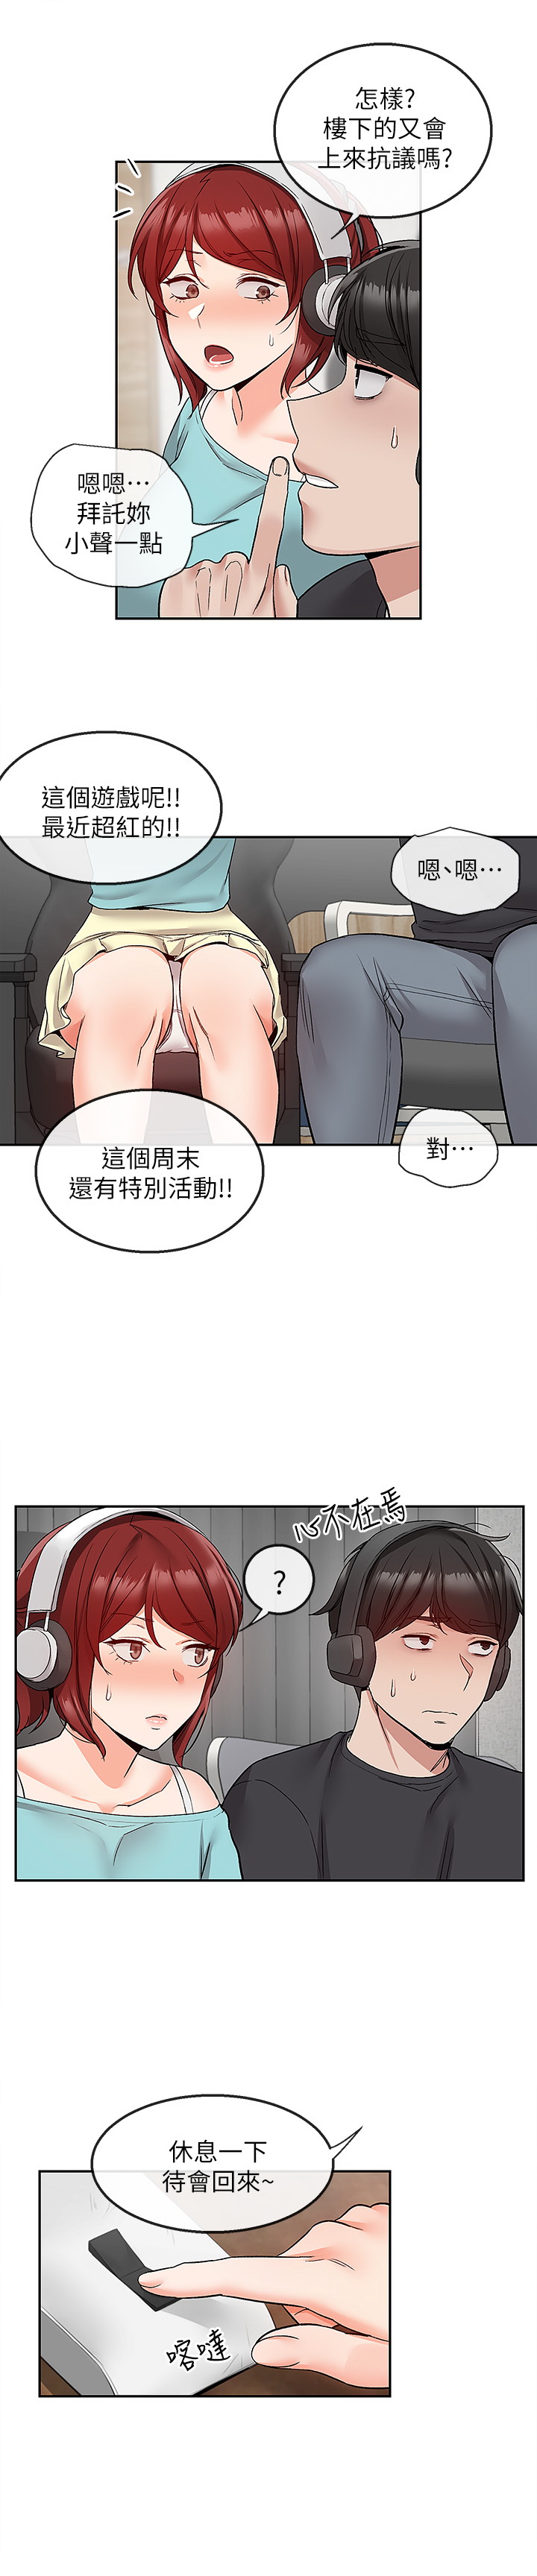 怎樣?
樓下的又會
上來抗議嗎?
嗯嗯…
拜託妳
小聲一點
這個遊戲呢!!
最近超紅的!!
嗯、嗯…
這個周末
還有特別活動!!
對…
心不在焉
?
休息一下
待會回來~
喀噠